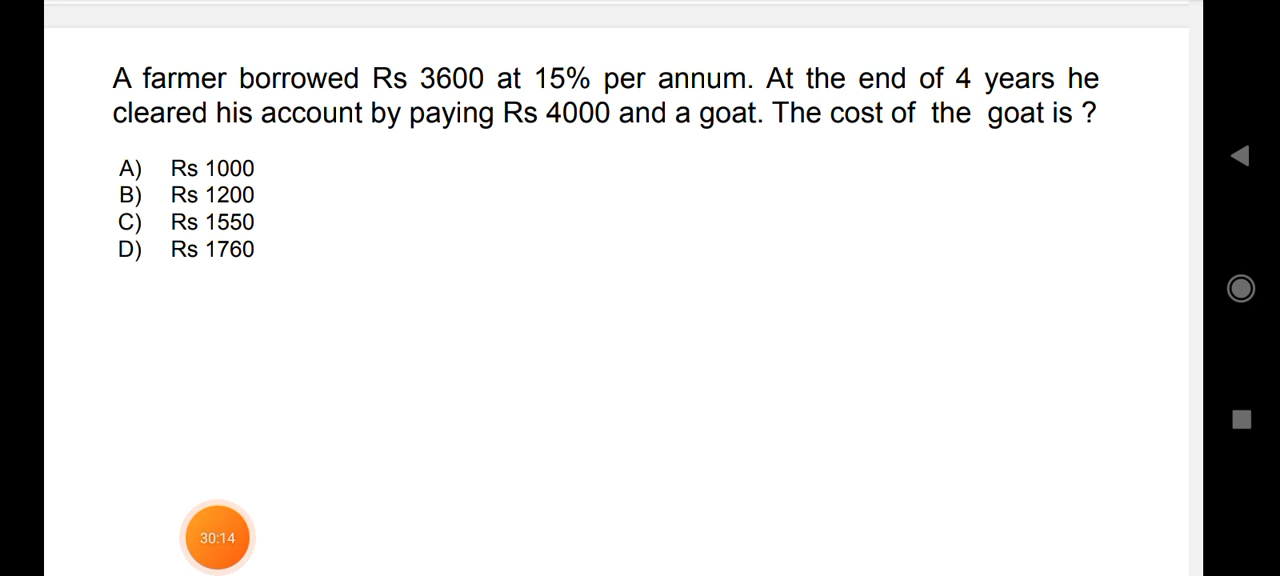 A farmer borrowed Rs 3600 at 15% per annum. At the end of 4 years he
cleared his account by paying Rs 4000 and a goat. The cost of the goat is ?
A) Rs 1000
B) Rs 1200
C) Rs 1550
D) Rs 1760
30:14